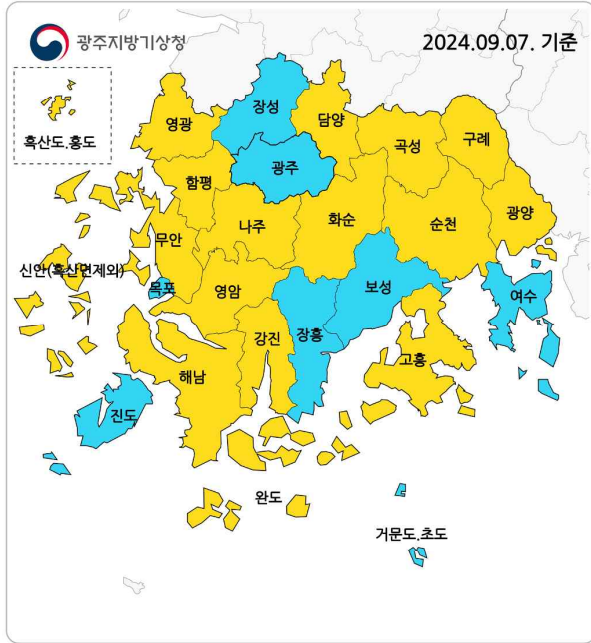 광주지방기상청
2024.09.07. 기준
흑산도.홍도
영광
장성
담양
곡성
구례
함평
광주
나주
화순
순천
광양
무안
신안(흑산면제외)
목포
영암
장흥
보성
여수
강진
해남
고흥
진도
완도
거문도.초도